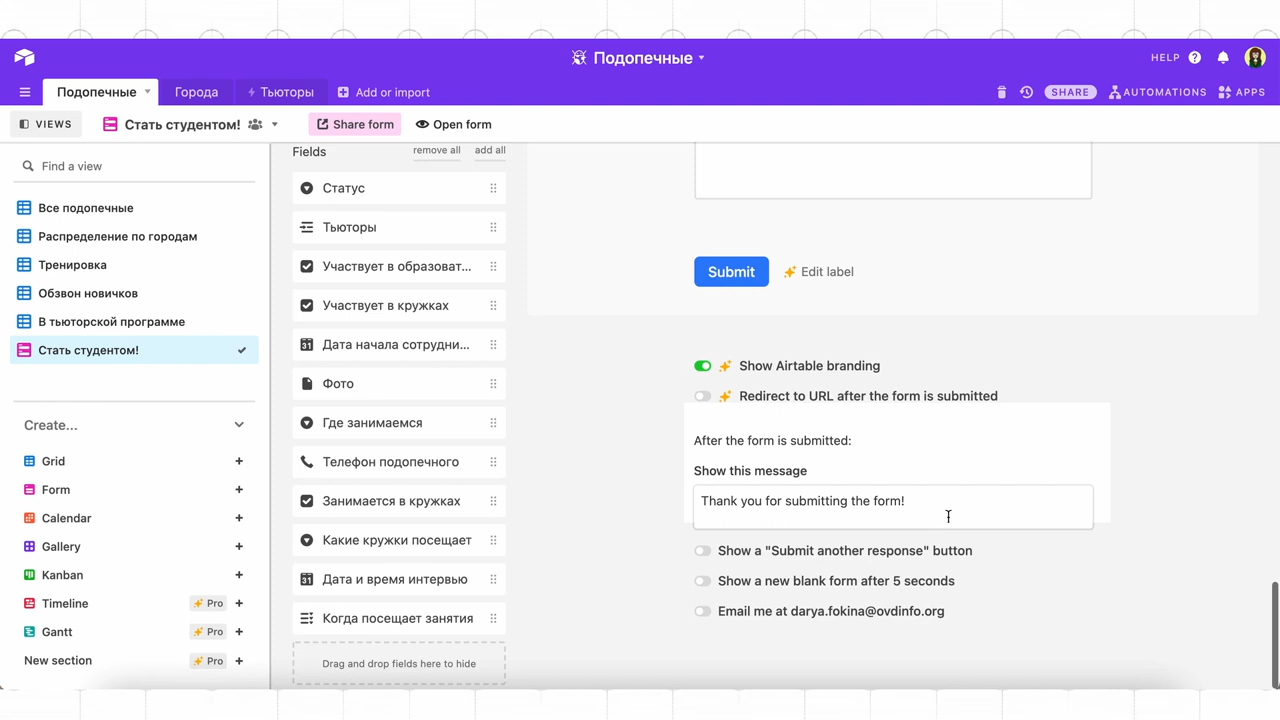 Подопечные
HELP
Подопечные
Города
Тьюторы
Add or import
SHARE
AUTOMATIONS
APPS
VIEWS
Стать студентом!
Share form
Open form
Find a view
Все подопечные
Распределение по городам
Тренировка
Обзвон новичков
В тьюторской программе
Стать студентом!
Create...
Grid
Form
Calendar
Gallery
Kanban
Timeline
Pro
Gantt
Pro
New section
Pro
Fields
remove all
add all
Статус
Тьюторы
Участвует в образоват...
Участвует в кружках
Дата начала сотрудни...
Фото
Где занимаемся
Телефон подопечного
Занимается в кружках
Какие кружки посещает
Дата и время интервью
Когда посещает занятия
Drag and drop fields here to hide
Submit
Edit label
Show Airtable branding
Redirect to URL after the form is submitted
After the form is submitted:
Show this message
Thank you for submitting the form!
Show a "Submit another response" button
Show a new blank form after 5 seconds
Email me at darya.fokina@ovdinfo.org